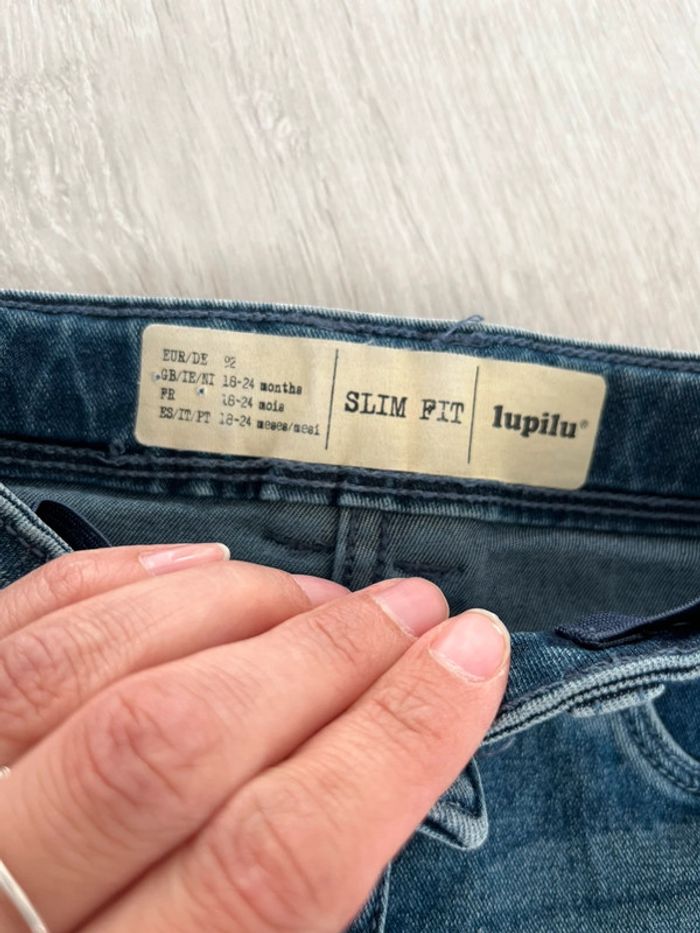 EUR/DE 92
GB/IE/NI 18-24 months
FR 18-24 mois
ES/IT/PT 18-24 meses/mesi
SLIM FIT
lupilu®